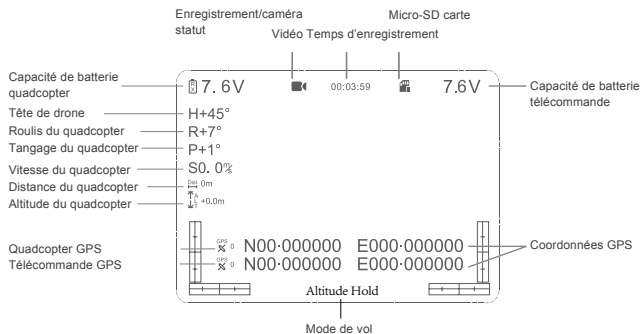 Enregistrement/caméra
statut
Micro-SD carte
Vidéo Temps d'enregistrement
Capacité de batterie
quadcopter
7. 6V
00:03:59
7.6V
Capacité de batterie
télécommande
Tête de drone
H+45°
Roulis du quadcopter
R+7°
Tangage du quadcopter
P+1°
Vitesse du quadcopter
S0. 0m/s
Distance du quadcopter
Dist 0m
Altitude du quadcopter
ALT +0.0m
Quadcopter GPS
GPS 0 N00·000000 E000·000000
Coordonnées GPS
Télécommande GPS
GPS 0 N00·000000 E000·000000
Altitude Hold
Mode de vol